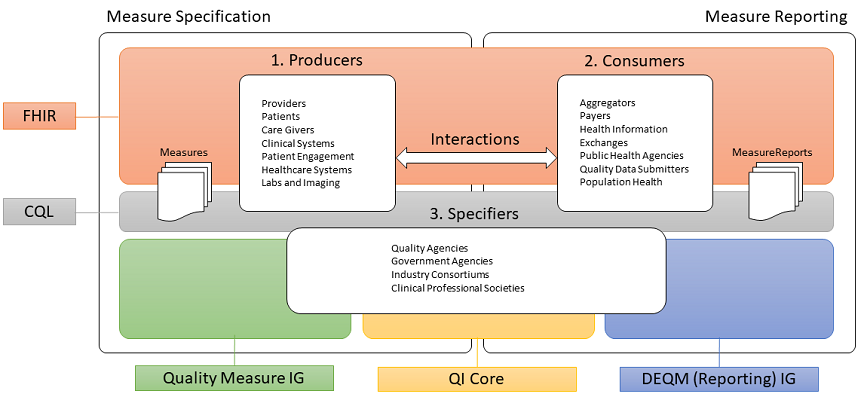 Measure Specification
Measure Reporting
1. Producers
2. Consumers
Providers
Patients
Care Givers
Clinical Systems
Patient Engagement
Healthcare Systems
Labs and Imaging
Aggregators
Payers
Health Information
Exchanges
Public Health Agencies
Quality Data Submitters
Population Health
FHIR
Interactions
Measures
MeasureReports
CQL
3. Specifiers
Quality Agencies
Government Agencies
Industry Consortiums
Clinical Professional Societies
Quality Measure IG
QI Core
DEQM (Reporting) IG